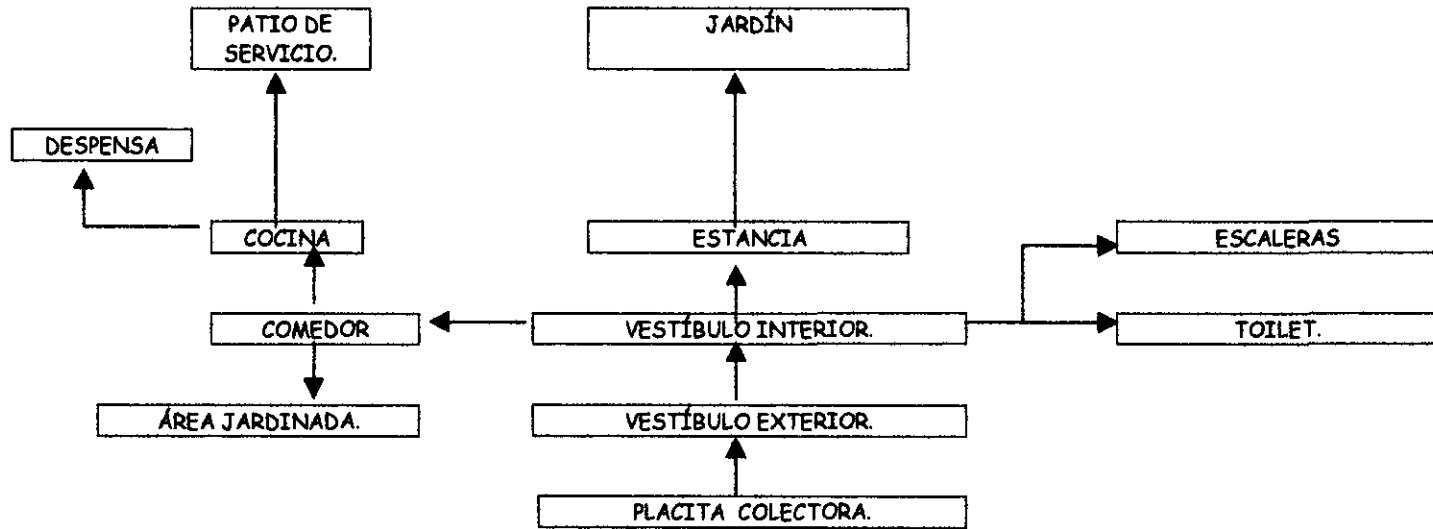 PATIO DE
SERVICIO.
JARDÍN
DESPENSA
COCINA
ESTANCIA
ESCALERAS
COMEDOR
VESTÍBULO INTERIOR.
TOILET.
ÁREA JARDINADA.
VESTÍBULO EXTERIOR.
PLACITA COLECTORA.